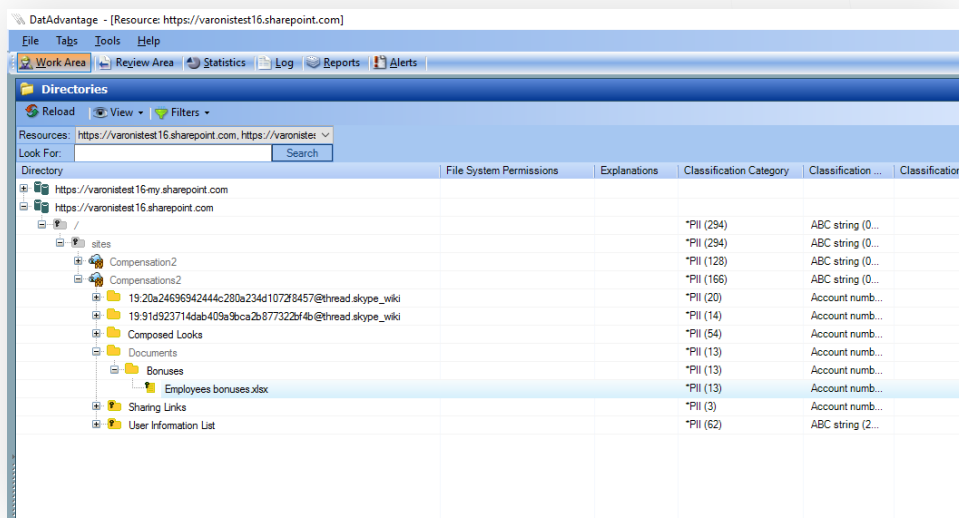 DatAdvantage - [Resource: https://varonistest16.sharepoint.com]
File Tabs Tools Help
Work Area Review Area Statistics Log Reports Alerts
Directories
Reload View Filters
Resources: https://varonistest16.sharepoint.com, https://varonistes
Look For: Search
Directory File System Permissions Explanations Classification Category Classification ... Classification
https://varonistest16-my.sharepoint.com
https://varonistest16.sharepoint.com
/ *PII (294) ABC string (0...
sites *PII (294) ABC string (0...
Compensation2 *PII (128) ABC string (0...
Compensations2 *PII (166) ABC string (0...
19:20a24696942444c280a234d1072f8457@thread.skype_wiki *PII (20) Account numb...
19:91d923714dab409a9bca2b877322bf4b@thread.skype_wiki *PII (14) Account numb...
Composed Looks *PII (54) Account numb...
Documents *PII (13) Account numb...
Bonuses *PII (13) Account numb...
Employees bonuses.xlsx *PII (13) Account numb...
Sharing Links *PII (3) Account numb...
User Information List *PII (62) ABC string (2...